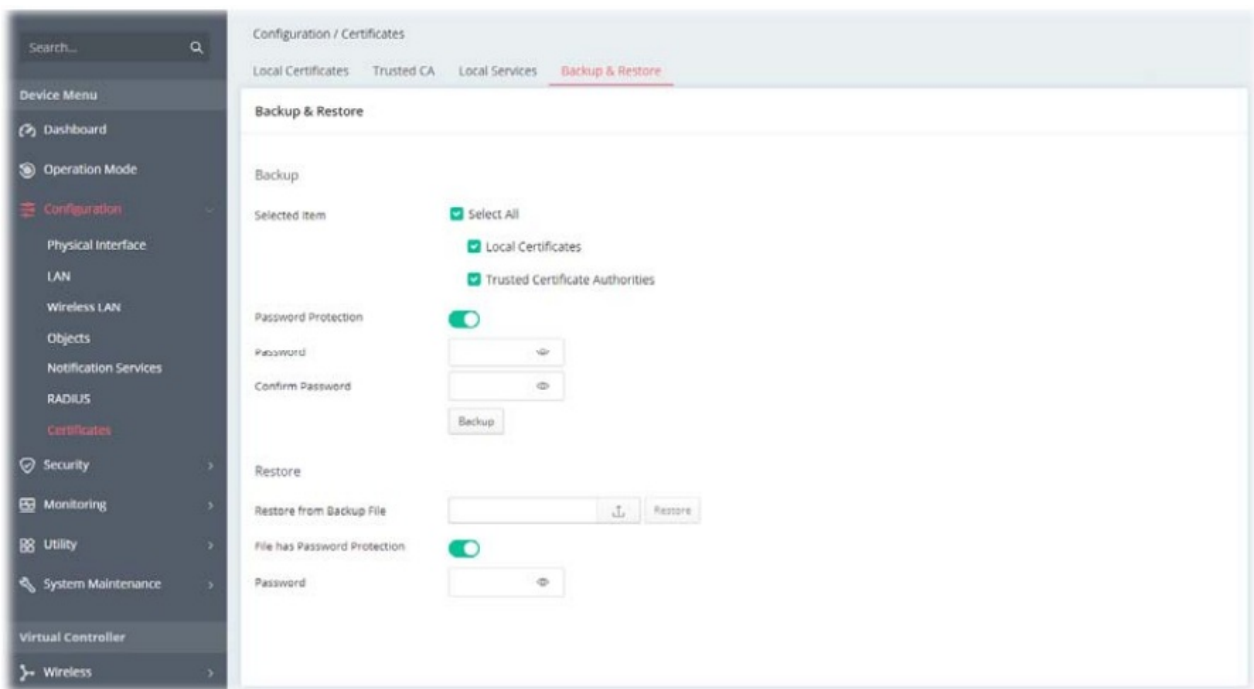 Search...
Device Menu
Dashboard
Operation Mode
Configuration
Physical Interface
LAN
Wireless LAN
Objects
Notification Services
RADIUS
Certificates
Security
Monitoring
Utility
System Maintenance
Virtual Controller
Wireless
Configuration / Certificates
Local Certificates Trusted CA Local Services Backup & Restore
Backup & Restore
Backup
Selected Item
Select All
Local Certificates
Trusted Certificate Authorities
Password Protection
Password
Confirm Password
Backup
Restore
Restore from Backup File
Restore
File has Password Protection
Password